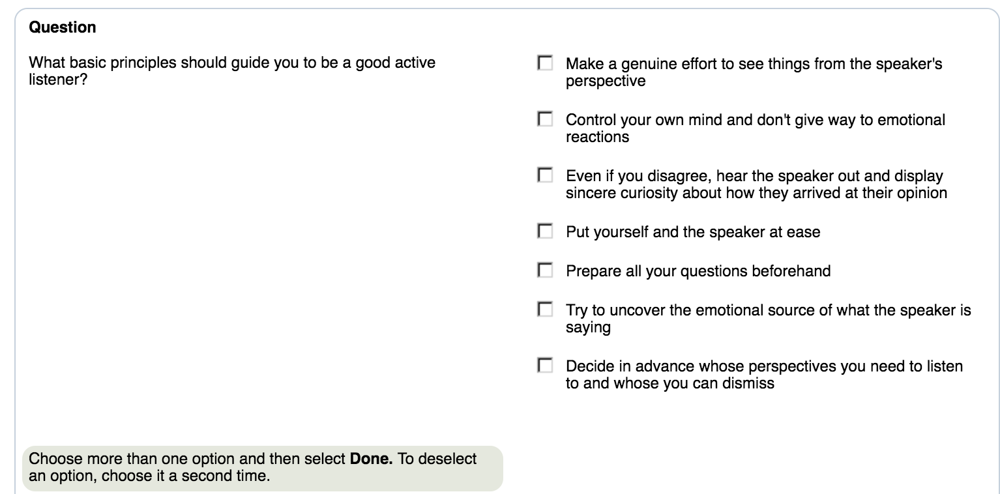 Question
What basic principles should guide you to be a good active
listener?
Make a genuine effort to see things from the speaker's
perspective
Control your own mind and don't give way to emotional
reactions
Even if you disagree, hear the speaker out and display
sincere curiosity about how they arrived at their opinion
Put yourself and the speaker at ease
Prepare all your questions beforehand
Try to uncover the emotional source of what the speaker is
saying
Decide in advance whose perspectives you need to listen
to and whose you can dismiss
Choose more than one option and then select Done. To deselect
an option, choose it a second time.